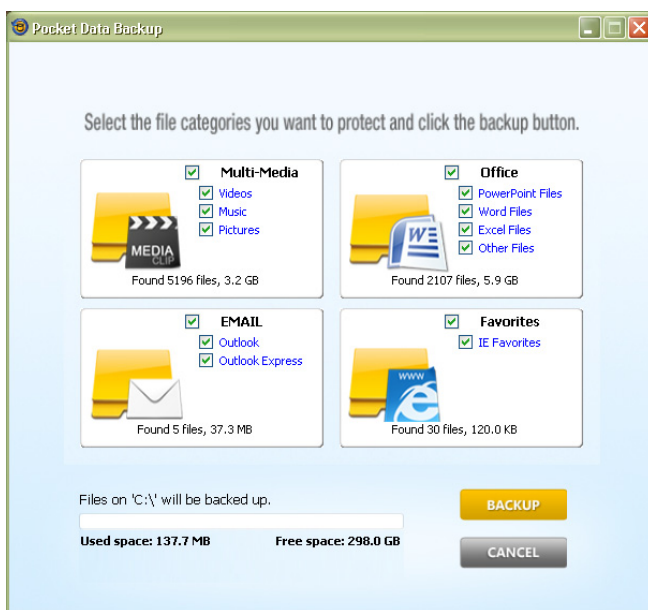 Pocket Data Backup
Select the file categories you want to protect and click the backup button.
Multi-Media
Videos
Music
Pictures
MEDIA
CLIP
Found 5196 files, 3.2 GB
Office
PowerPoint Files
Word Files
Excel Files
Other Files
W
Found 2107 files, 5.9 GB
EMAIL
Outlook
Outlook Express
Found 5 files, 37.3 MB
Favorites
IE Favorites
www
Found 30 files, 120.0 KB
Files on 'C:\' will be backed up.
Used space: 137.7 MB
Free space: 298.0 GB
BACKUP
CANCEL